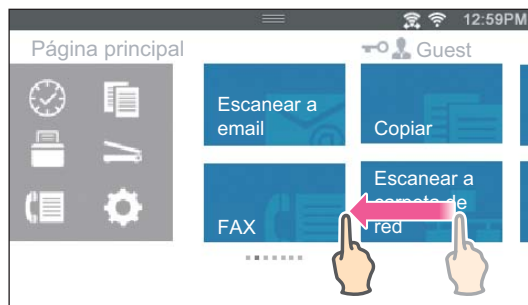 12:59PM
Página principal
Guest
Escanear a
email
Copiar
FAX
Escanear a
carpeta de
red